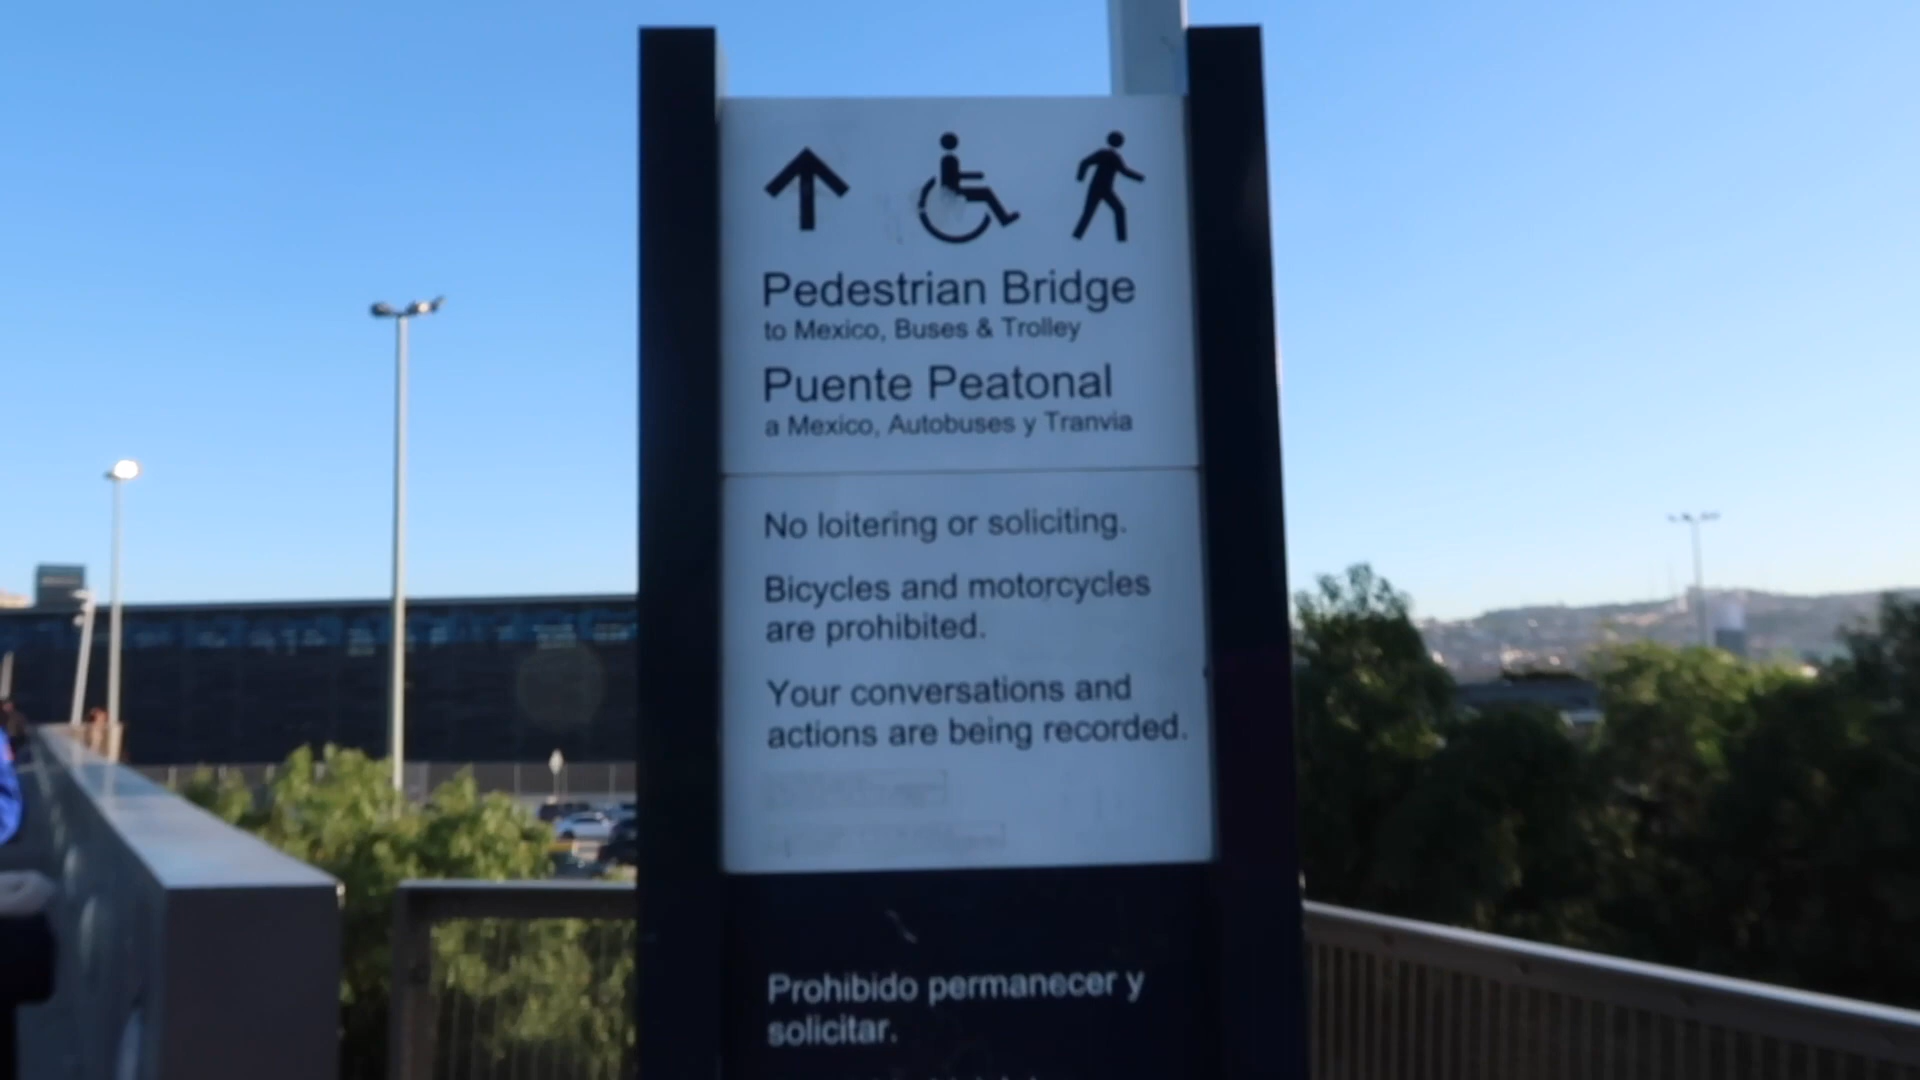 Pedestrian Bridge
to Mexico, Buses & Trolley
Puente Peatonal
a Mexico, Autobuses y Tranvia
No loitering or soliciting.
Bicycles and motorcycles
are prohibited.
Your conversations and
actions are being recorded.
Prohibido permanecer y
solicitar.